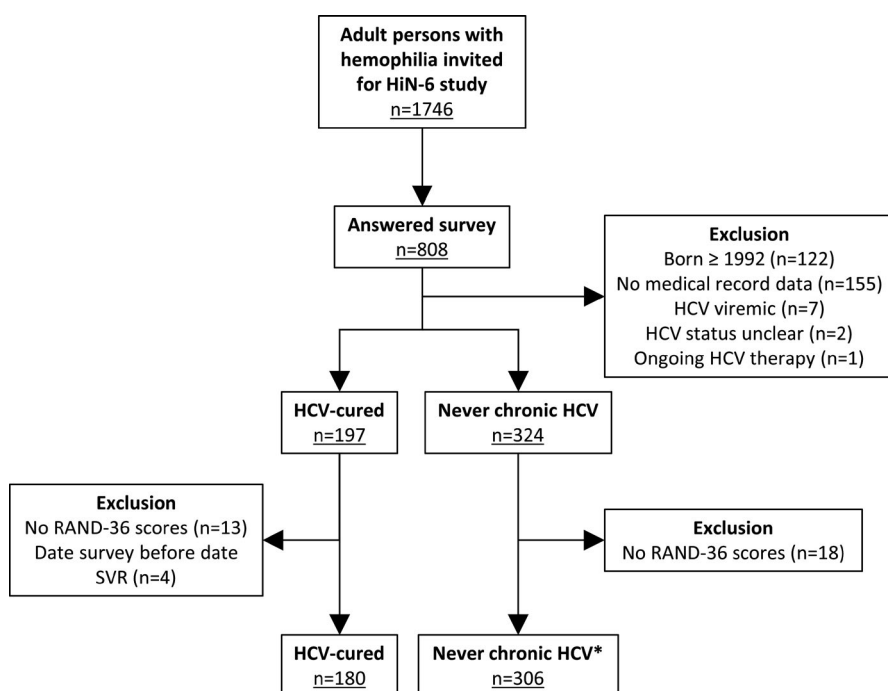 Adult persons with
hemophilia invited
for HiN-6 study
n=1746
Answered survey
n=808
Exclusion
Born ≥ 1992 (n=122)
No medical record data (n=155)
HCV viremic (n=7)
HCV status unclear (n=2)
Ongoing HCV therapy (n=1)
HCV-cured
n=197
Never chronic HCV
n=324
Exclusion
No RAND-36 scores (n=13)
Date survey before date
SVR (n=4)
Exclusion
No RAND-36 scores (n=18)
HCV-cured
n=180
Never chronic HCV*
n=306